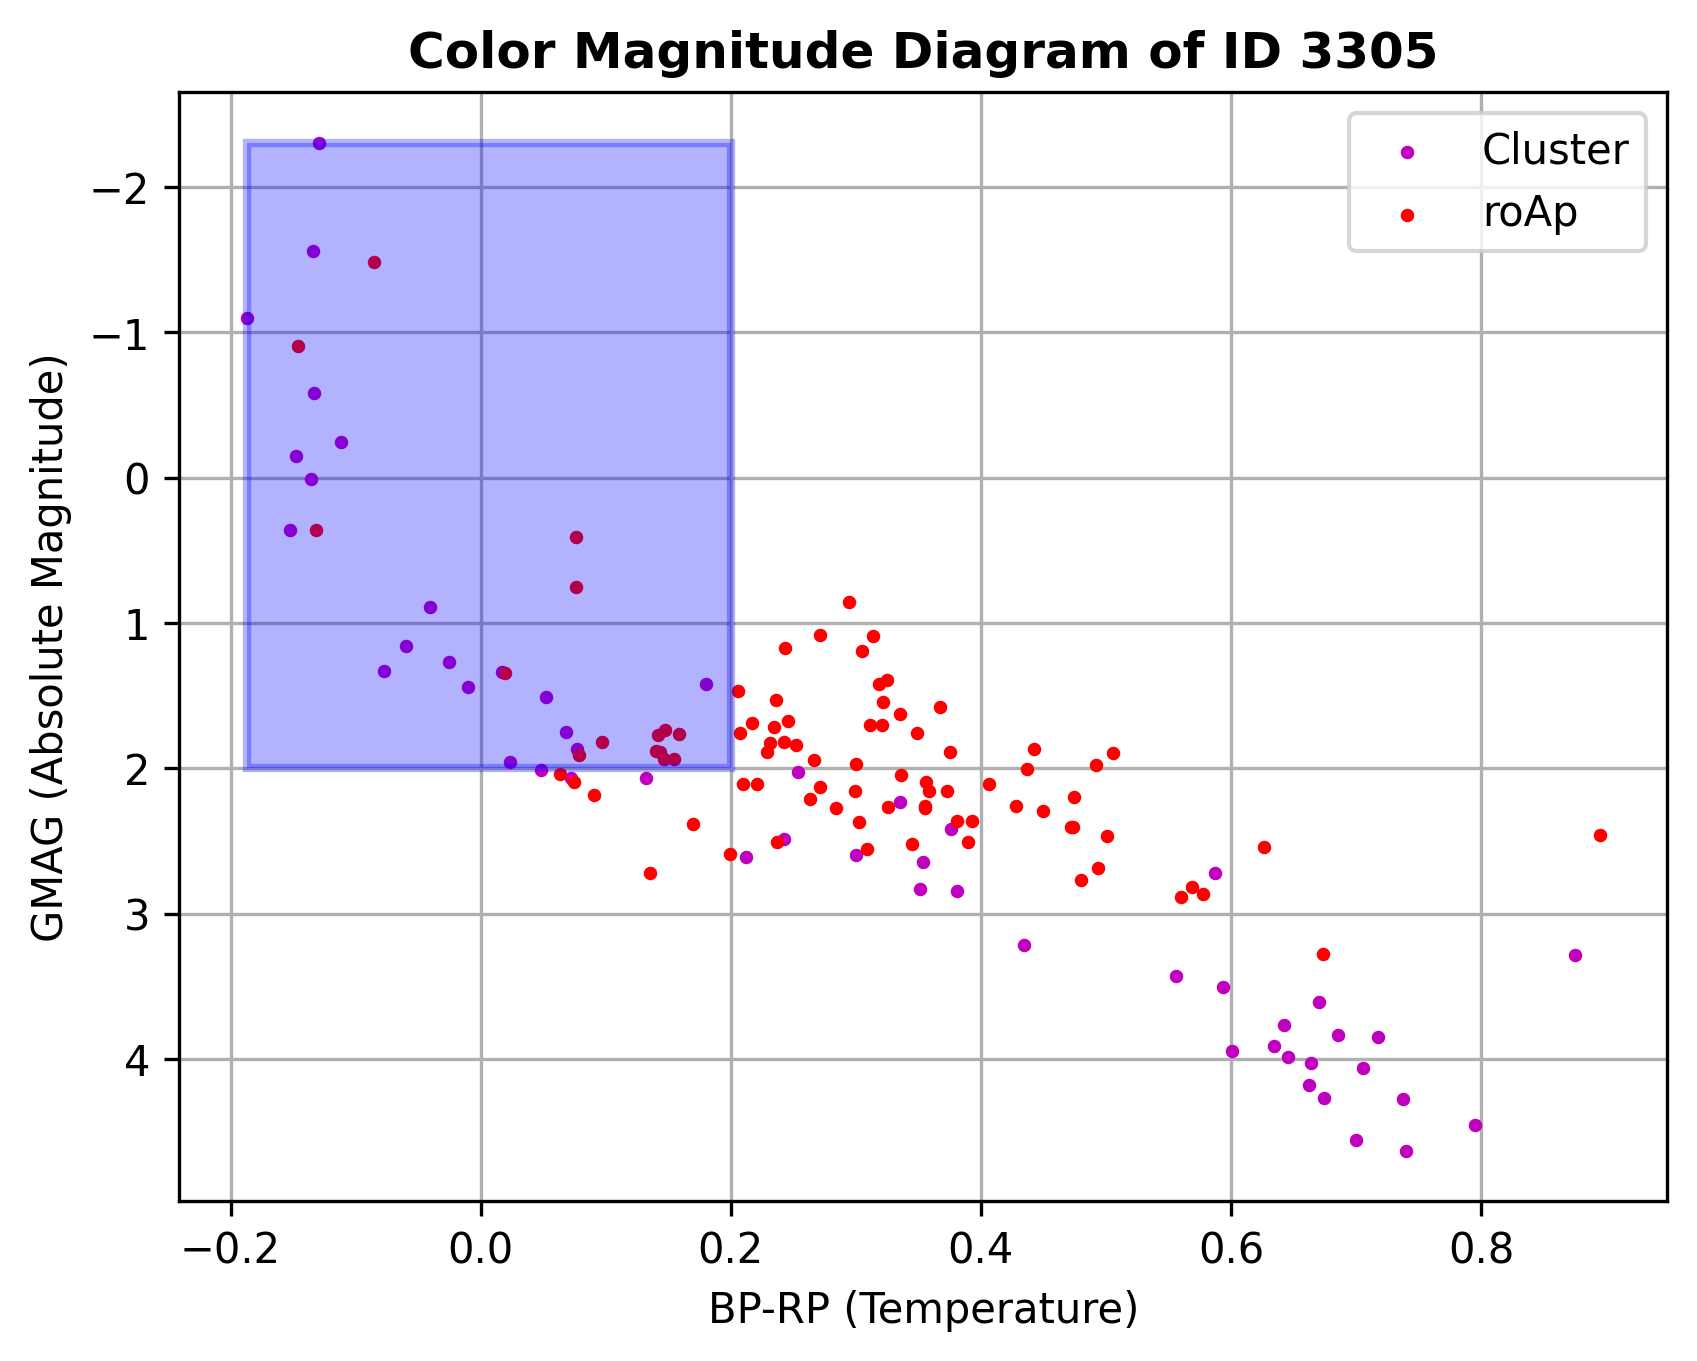 Color Magnitude Diagram of ID 3305
Cluster
roAp
−2
−1
0
1
2
3
4
GMAG (Absolute Magnitude)
−0.2 0.0 0.2 0.4 0.6 0.8
BP-RP (Temperature)